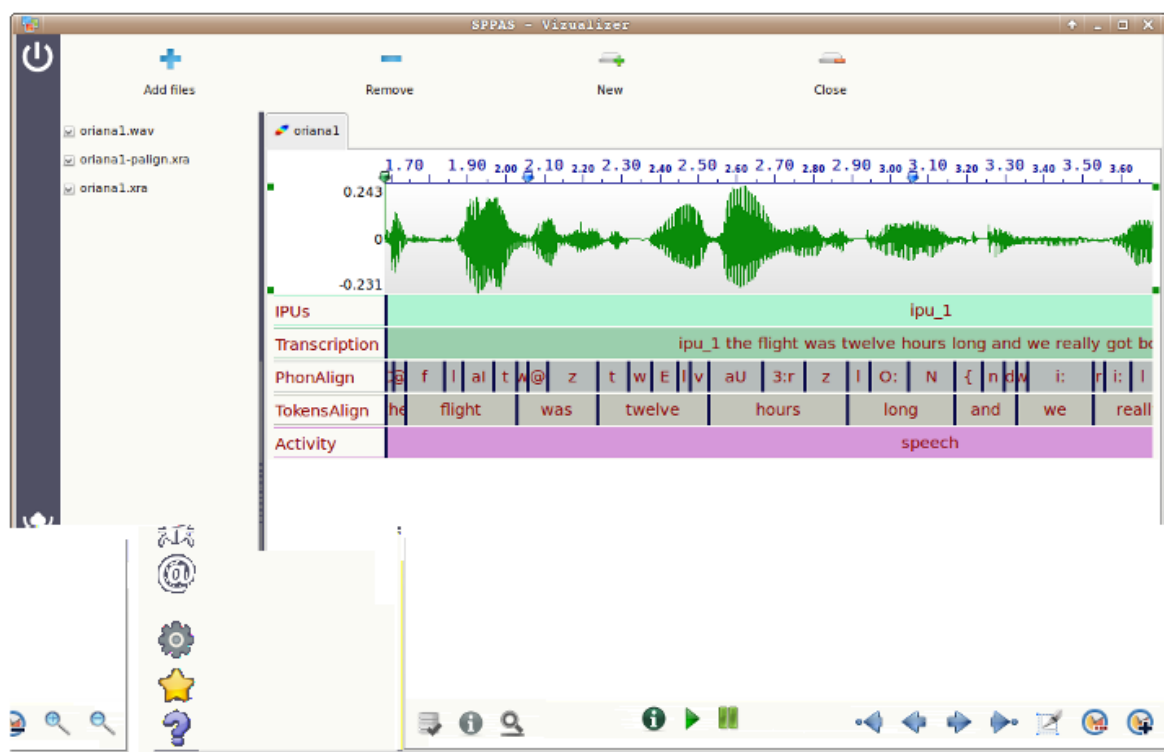 SPPAS - Vizualizer
Add files Remove New Close
oriana1.wav
oriana1-palign.xra
oriana1.xra
oriana1
1.70 1.90 2.00 2.10 2.20 2.30 2.40 2.50 2.60 2.70 2.80 2.90 3.00 3.10 3.20 3.30 3.40 3.50 3.60
0.243
0
-0.231
IPUs ipu_1
Transcription ipu_1 the flight was twelve hours long and we really got
PhonAlign @ f l aI t w @ z t w E l v aU 3:r z l O: N { n d w i: r i: l
TokensAlign he flight was twelve hours long and we reall
Activity speech